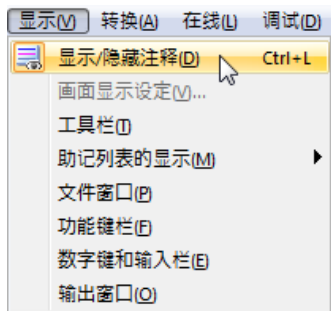 显示(V) 转换(A) 在线(L) 调试(D)
显示/隐藏注释(D) Ctrl+L
画面显示设定(V)...
工具栏(T)
助记列表的显示(M)
文件窗口(P)
功能键栏(F)
数字键和输入栏(E)
输出窗口(O)